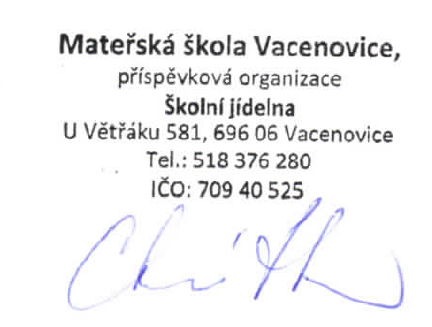 Mateřská škola Vacenovice,
příspěvková organizace
Školní jídelna
U Větřáku 581, 696 06 Vacenovice
Tel.: 518 376 280
IČO: 709 40 525